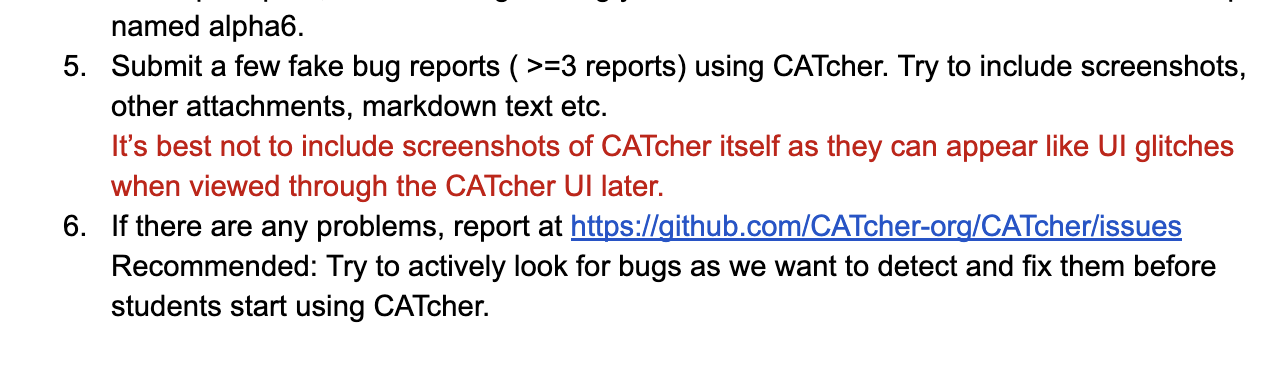 named alpha6.
5. Submit a few fake bug reports ( >=3 reports) using CATcher. Try to include screenshots,
other attachments, markdown text etc.
It’s best not to include screenshots of CATcher itself as they can appear like UI glitches
when viewed through the CATcher UI later.
6. If there are any problems, report at https://github.com/CATcher-org/CATcher/issues
Recommended: Try to actively look for bugs as we want to detect and fix them before
students start using CATcher.